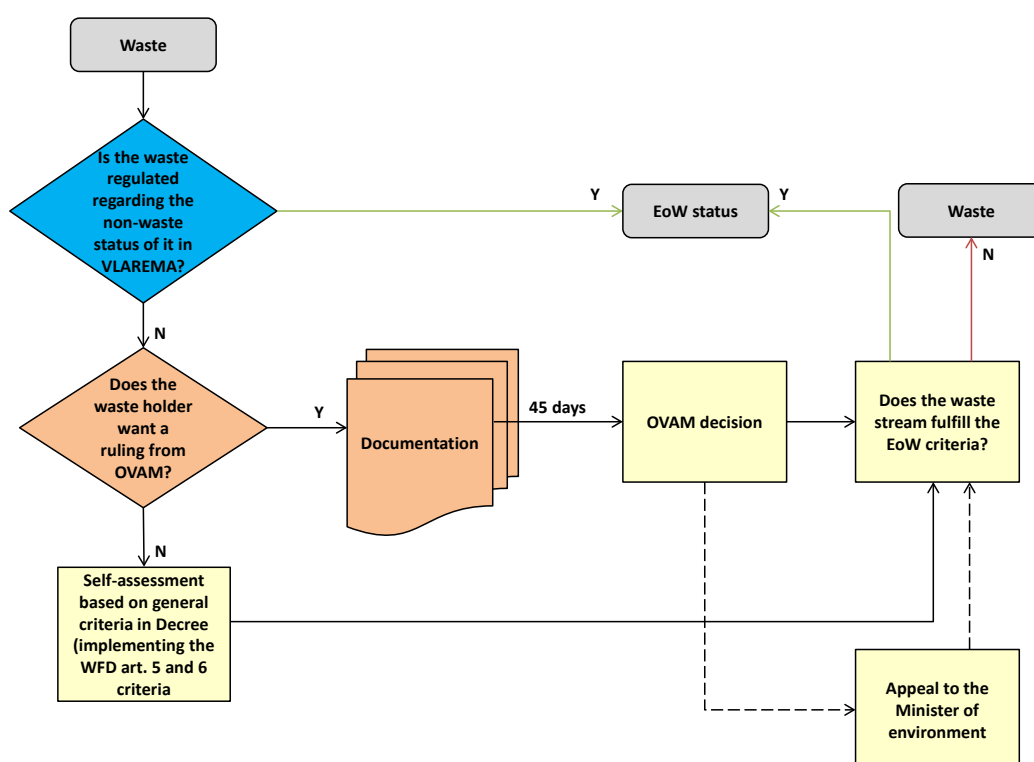 Waste
Is the waste
regulated
regarding the
non-waste
status of it in
VLAREMA?
Y
EoW status
Y
Waste
N
N
Does the
waste holder
want a
ruling from
OVAM?
Y
Documentation
45 days
OVAM decision
Does the waste
stream fulfill the
EoW criteria?
N
Self-assessment
based on general
criteria in Decree
(implementing the
WFD art. 5 and 6
criteria
Appeal to the
Minister of
environment